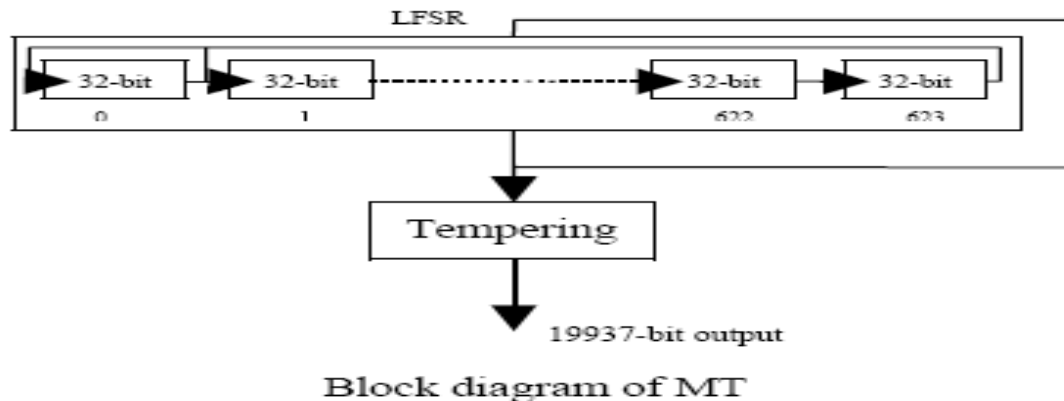 LFSR
32-bit 32-bit 32-bit 32-bit
0 1 622 623
Tempering
19937-bit output
Block diagram of MT